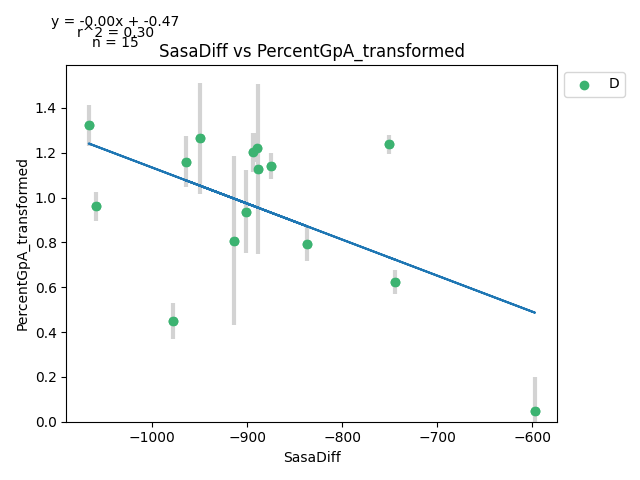 y = -0.00x + -0.47
r^2 = 0.30
n = 15
SasaDiff vs PercentGpA_transformed
D
PercentGpA_transformed
1.4
1.2
1.0
0.8
0.6
0.4
0.2
0.0
−1000 −900 −800 −700 −600
SasaDiff